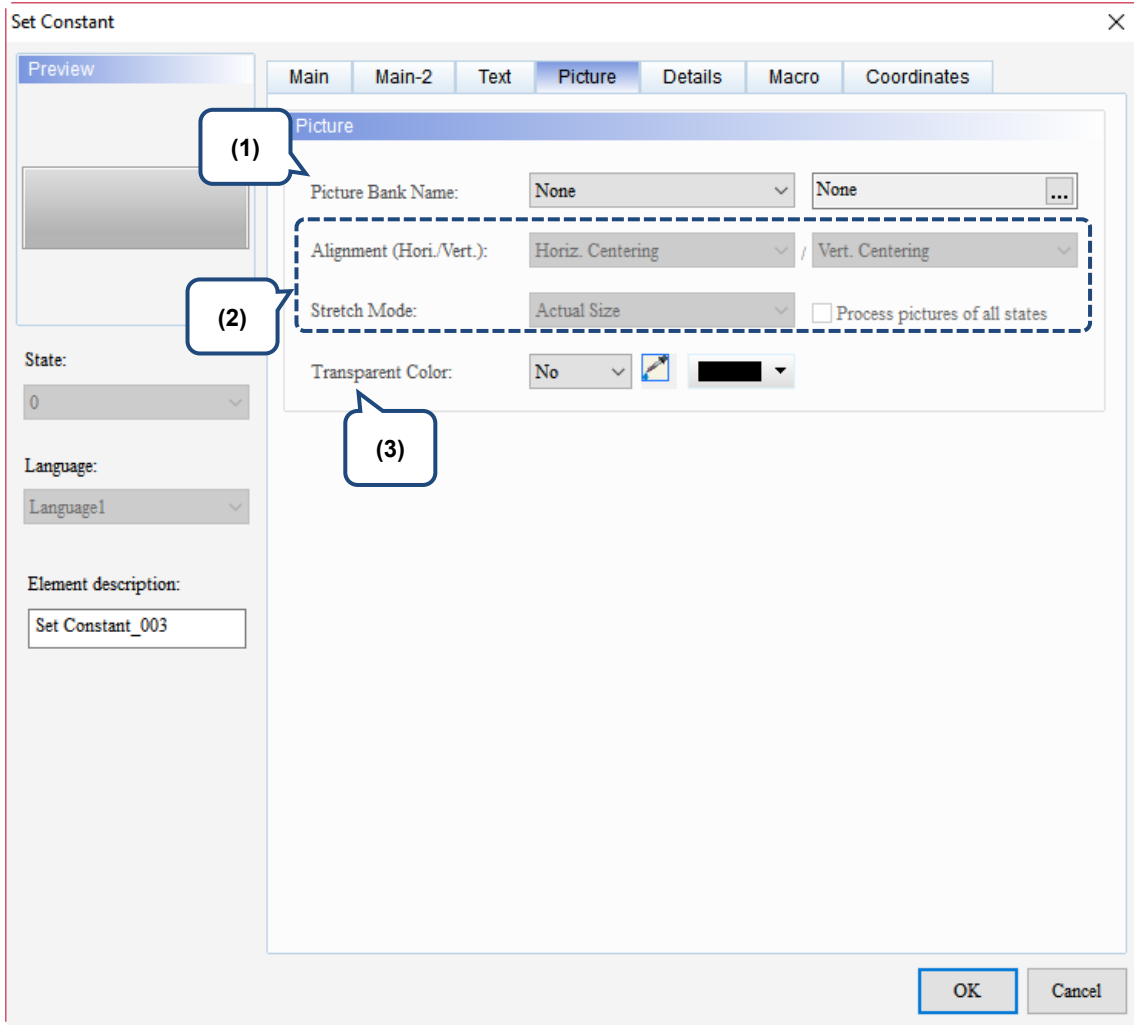 Set Constant
Preview
Main Main-2 Text Picture Details Macro Coordinates
Picture
(1)
Picture Bank Name: None None ...
Alignment (Hori./Vert.): Horiz. Centering / Vert. Centering
(2)
Stretch Mode: Actual Size Process pictures of all states
State:
0
Transparent Color: No
(3)
Language:
Language1
Element description:
Set Constant_003
OK Cancel